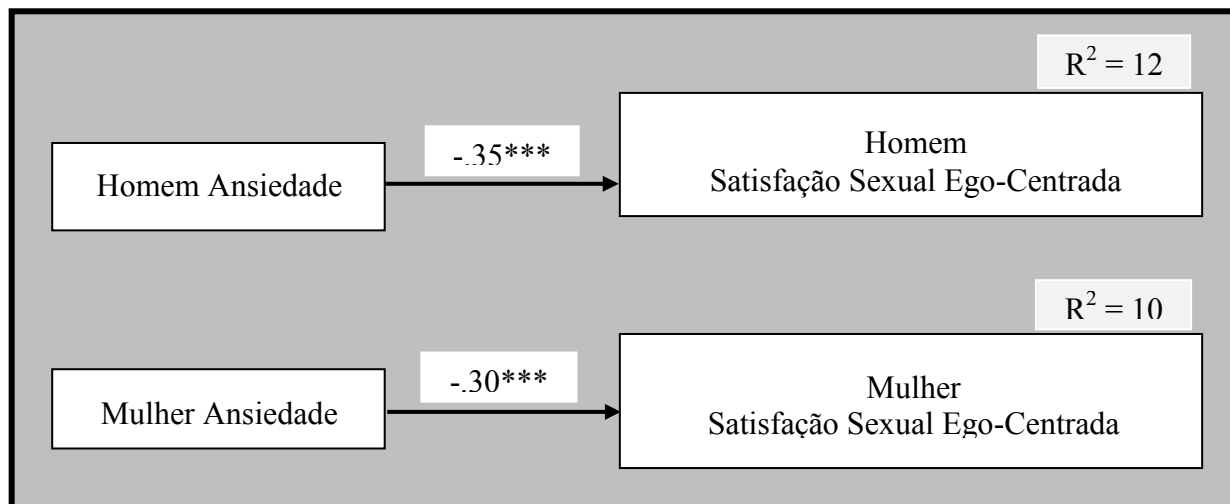 R² = 12
Homem Ansiedade
-.35***
Homem
Satisfação Sexual Ego-Centrada
R² = 10
Mulher Ansiedade
-.30***
Mulher
Satisfação Sexual Ego-Centrada